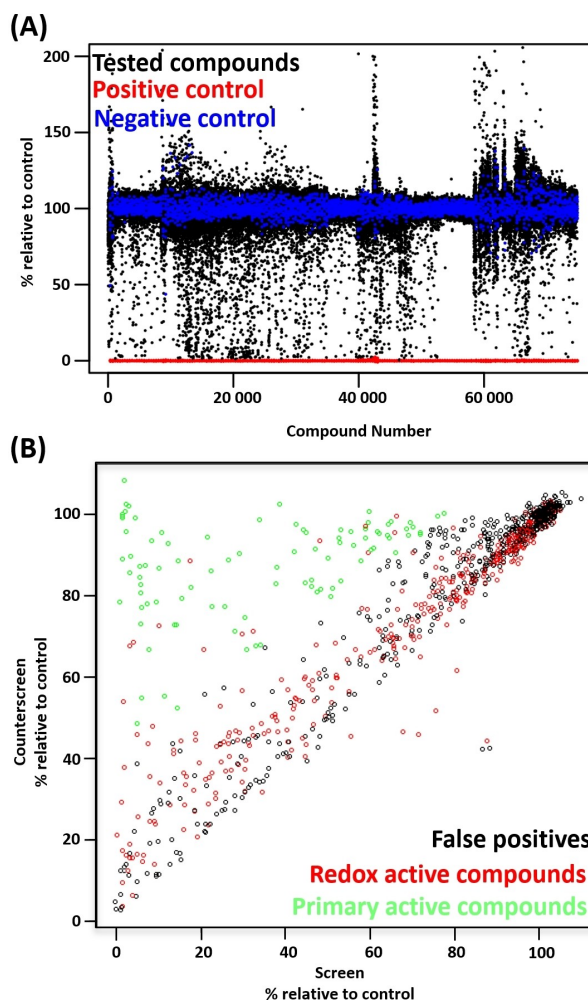 (A)
200
150
100
50
0
% relative to control
Tested compounds
Positive control
Negative control
0
20 000
40 000
60 000
Compound Number
(B)
100
80
60
40
20
0
Counterscreen
% relative to control
False positives
Redox active compounds
Primary active compounds
0
20
40
60
80
100
Screen
% relative to control